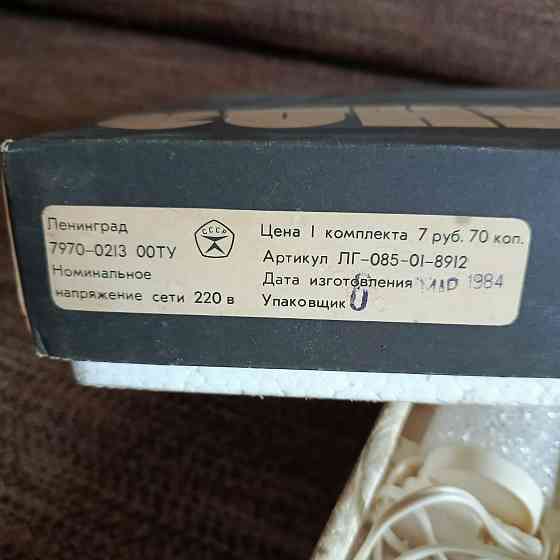 Ленинград
7970-0213 00ТУ
Номинальное
напряжение сети 220 в
СССР
Цена 1 комплекта 7 руб. 70 коп.
Артикул ЛГ-085-01-8912
Дата изготовления МАР 1984
Упаковщик